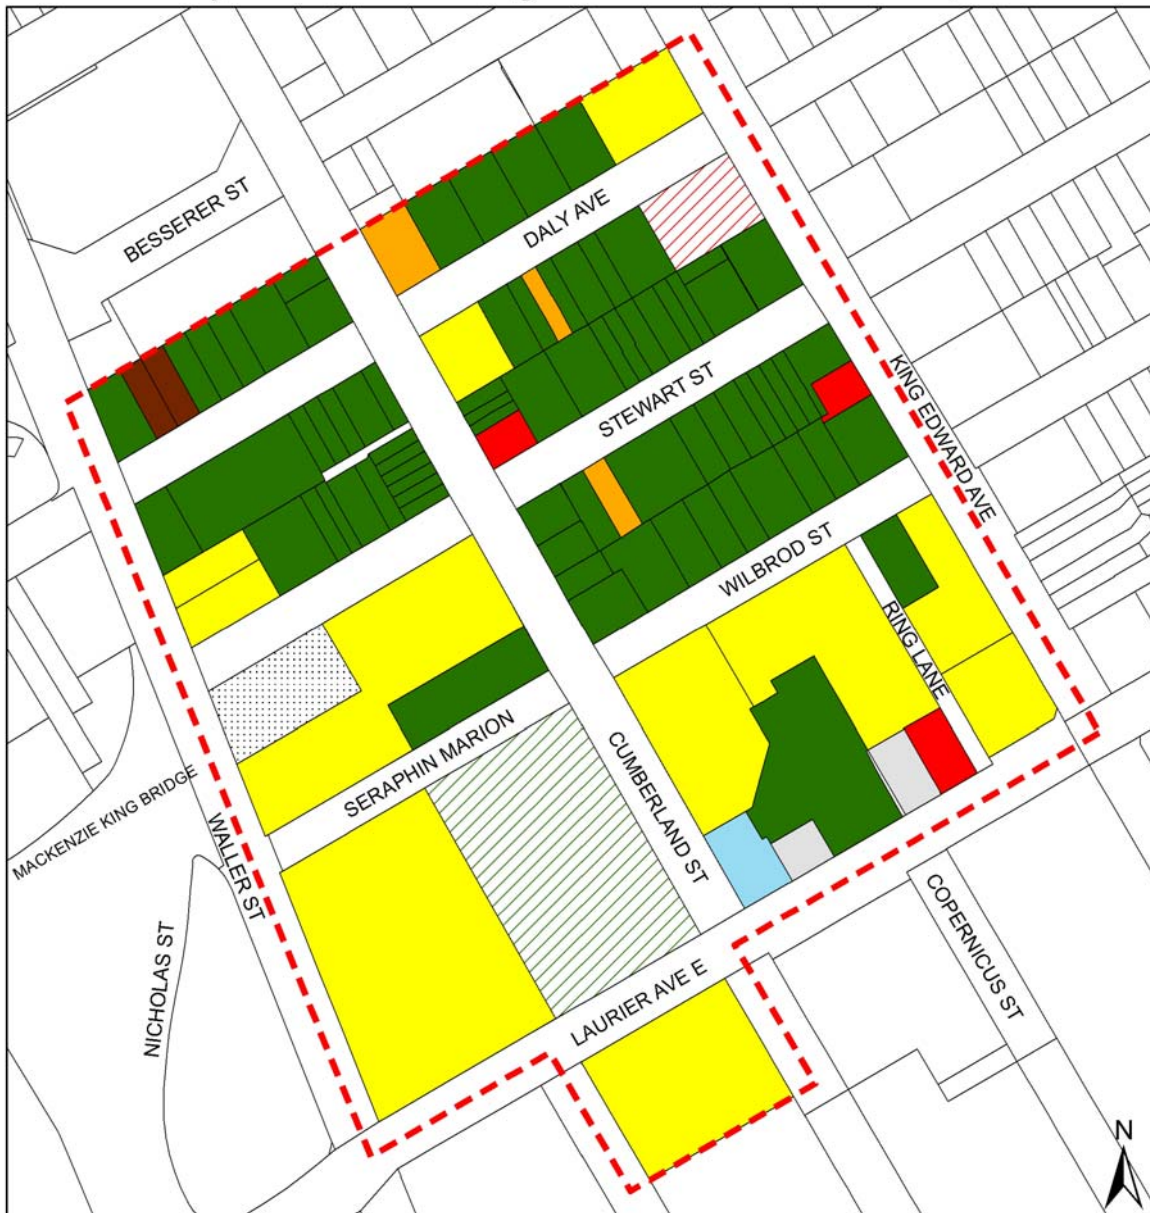 BESSERER ST
DALY AVE
STEWART ST
KING EDWARD AVE
WILBROD ST
RING LANE
SERAPHIN MARION
CUMBERLAND ST
MACKENZIE KING BRIDGE
WALLER ST
NICHOLAS ST
LAURIER AVE E
COPERNICUS ST
N